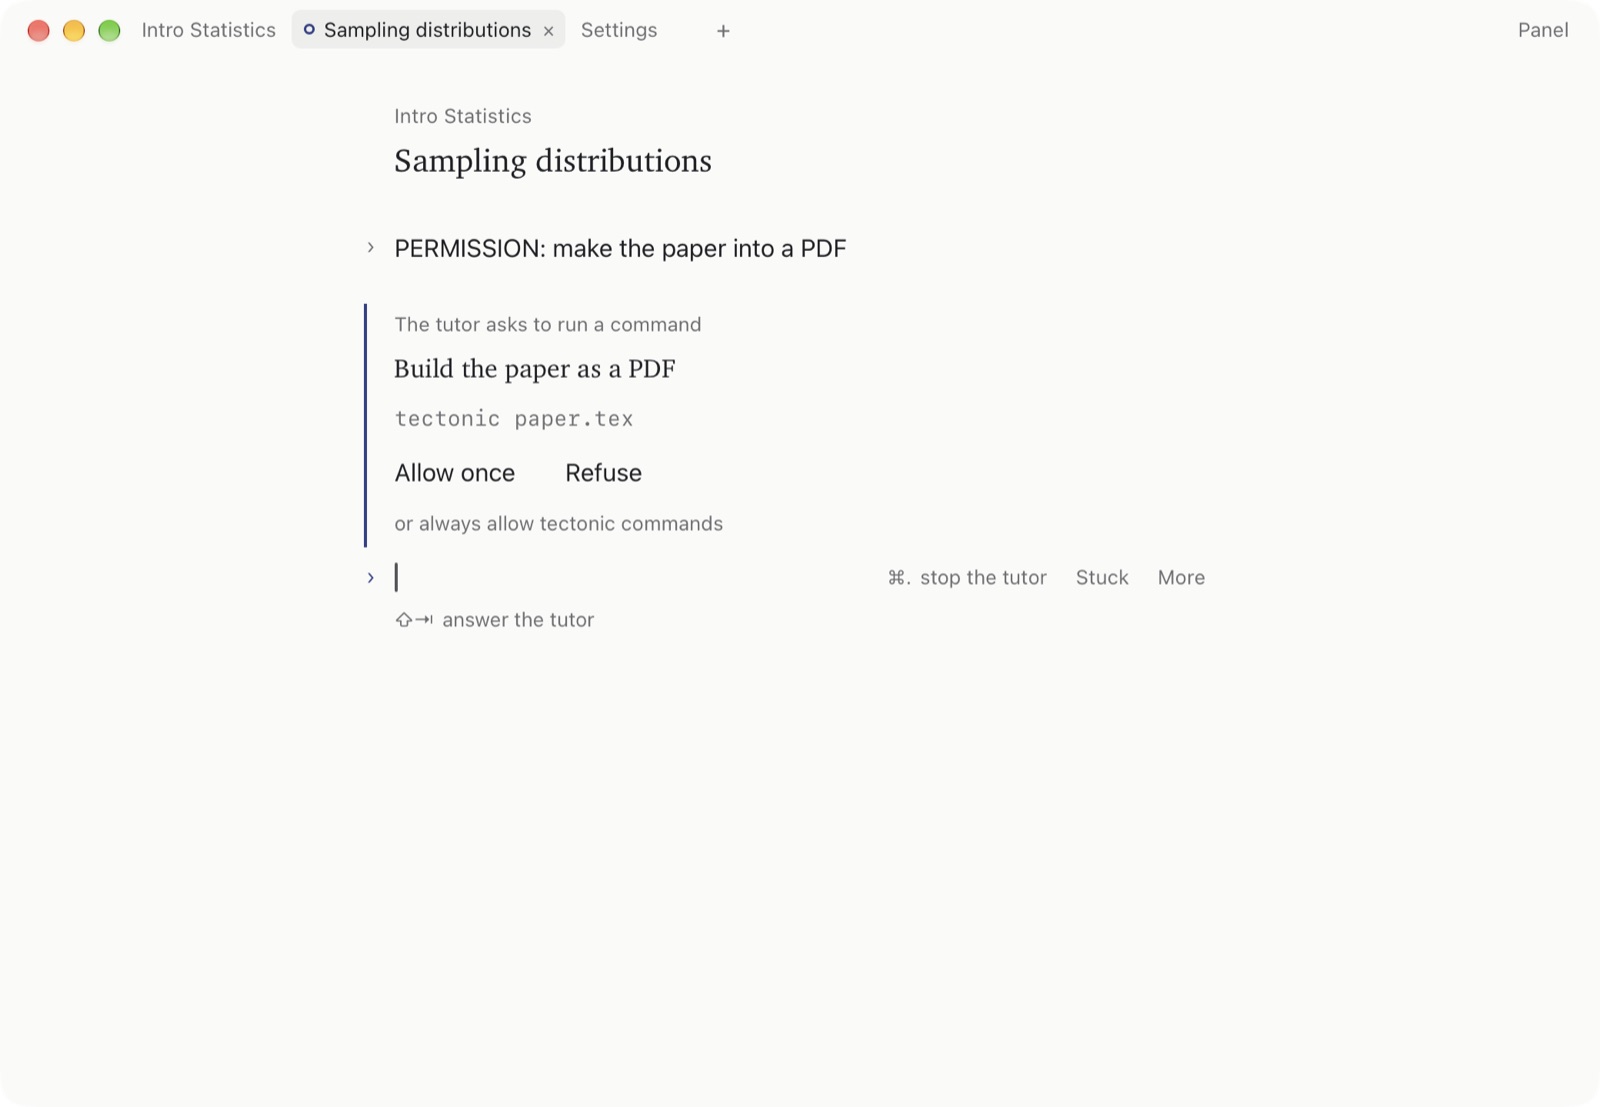 Intro Statistics Sampling distributions × Settings + Panel
Intro Statistics
Sampling distributions
› PERMISSION: make the paper into a PDF
The tutor asks to run a command
Build the paper as a PDF
tectonic paper.tex
Allow once Refuse
or always allow tectonic commands
› ⌘. stop the tutor Stuck More
⇧⇥ answer the tutor